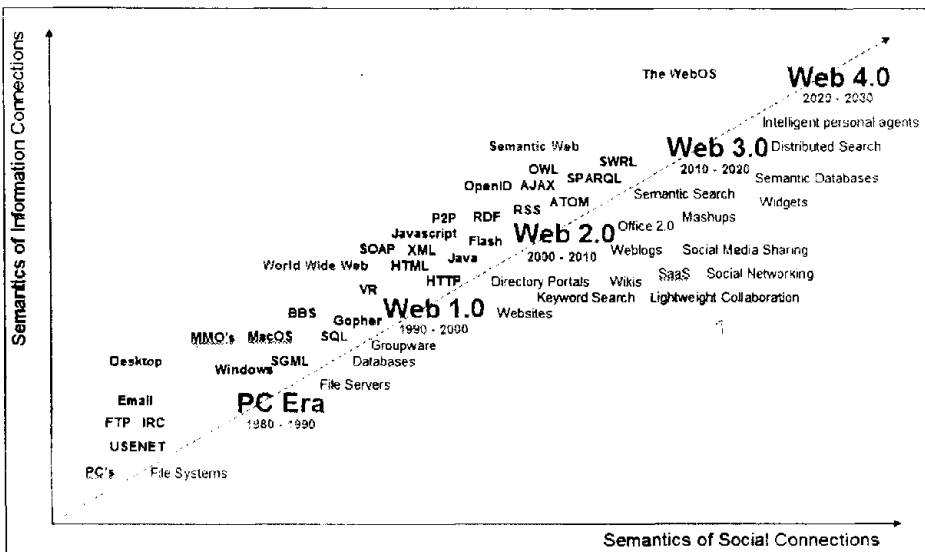 Semantics of Information Connections
The WebOS
Web 4.0
2020 - 2030
Intelligent personal agents
Semantic Web
Web 3.0
Distributed Search
2010 - 2020
SWRL
OWL
SPARQL
OpenID
AJAX
Semantic Databases
Semantic Search
Widgets
ATOM
RSS
P2P
RDF
Mashups
Office 2.0
Javascript
Flash
Web 2.0
2000 - 2010
SOAP
XML
Java
Weblogs
Social Media Sharing
World Wide Web
HTML
HTTP
Directory Portals
Wikis
SaaS
Social Networking
VR
Keyword Search
Lightweight Collaboration
Web 1.0
1990 - 2000
Websites
BBS
Gopher
MMO's
MacOS
SQL
Groupware
Desktop
Windows
SGML
Databases
File Servers
Email
PC Era
1980 - 1990
FTP
IRC
USENET
PC's
File Systems
Semantics of Social Connections